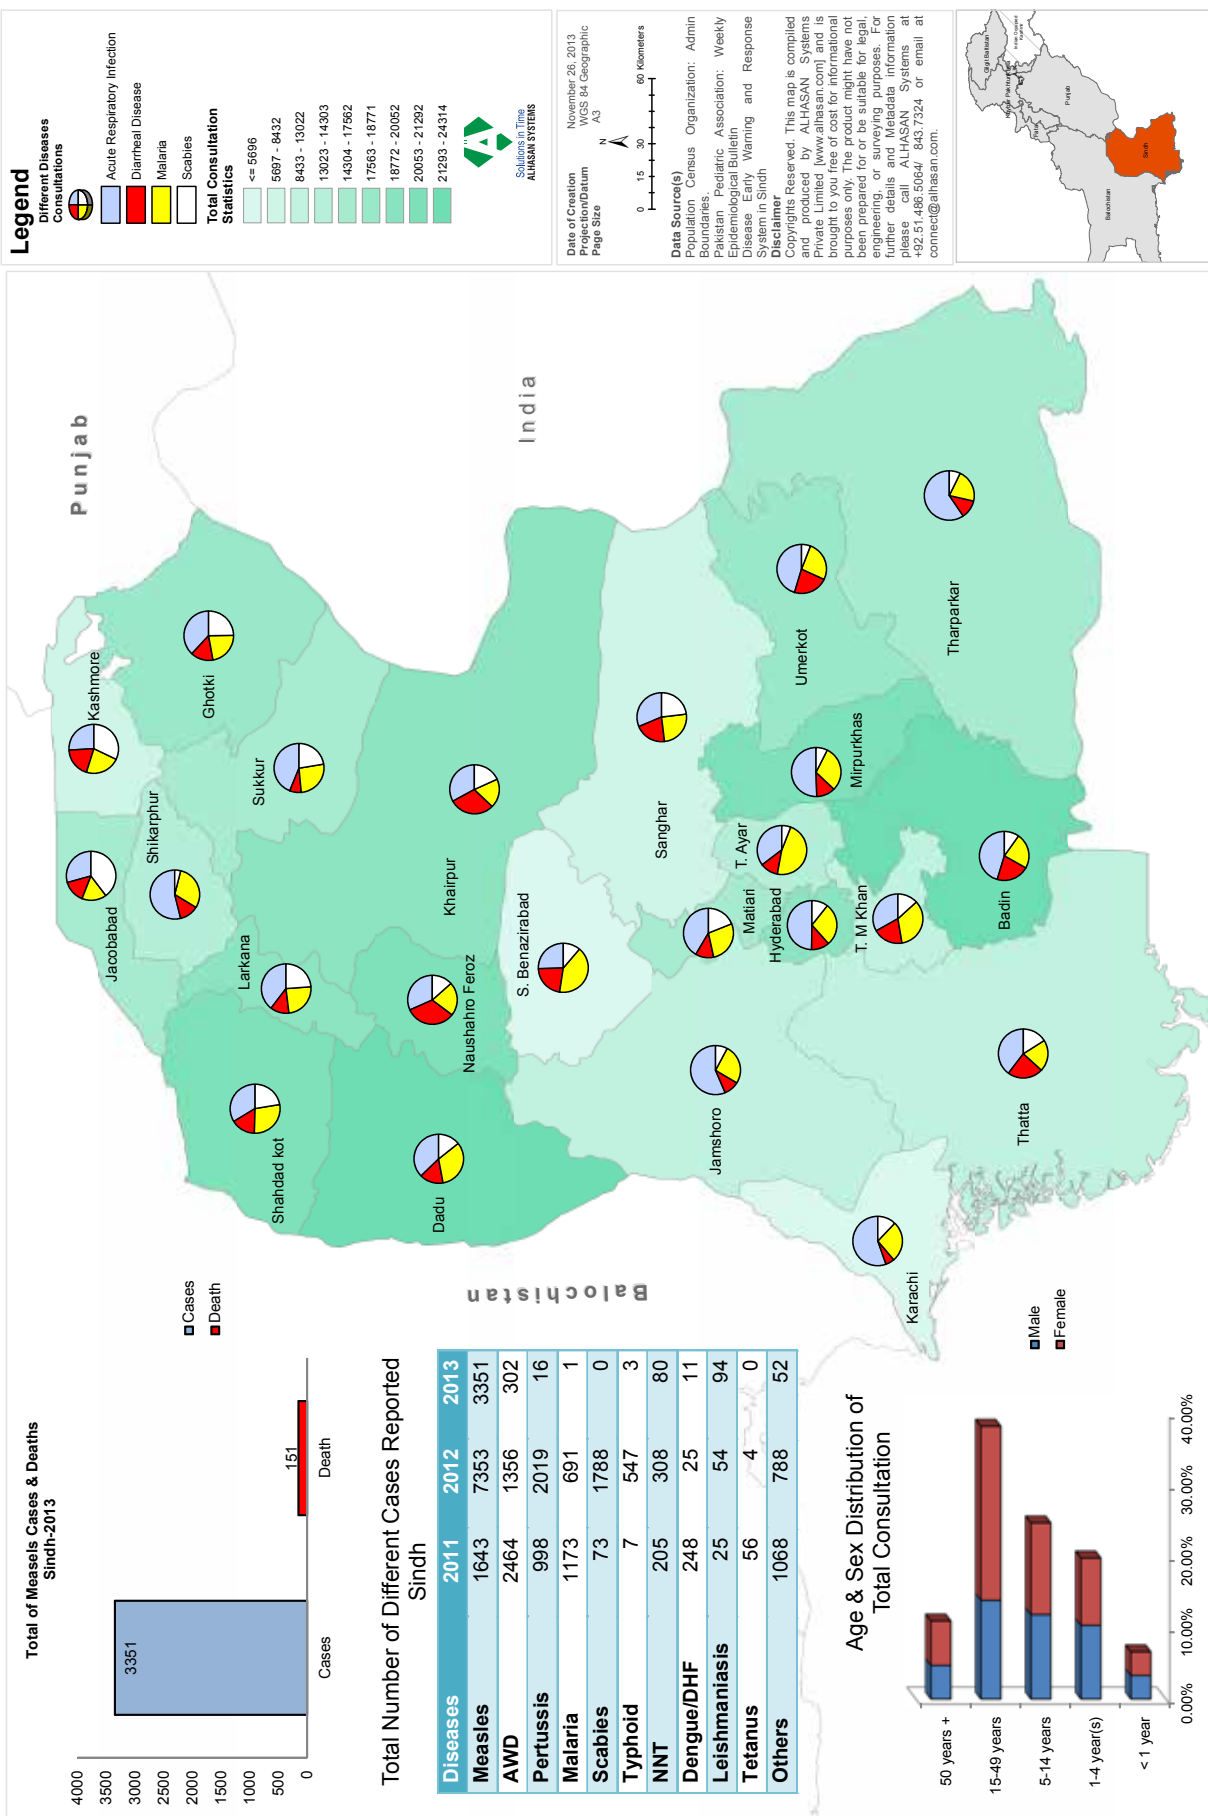 Total of Measels Cases & Deaths
Sindh-2013
4000
3500
3000
2500
2000
1500
1000
500
0
3351
151
Cases
Death
Cases
Death
Total Number of Different Cases Reported
Sindh
Diseases 2011 2012 2013
Measles 1643 7353 3351
AWD 2464 1356 302
Pertussis 998 2019 16
Malaria 1173 691 1
Scabies 73 1788 0
Typhoid 7 547 3
NNT 205 308 80
Dengue/DHF 248 25 11
Leishmaniasis 25 54 94
Tetanus 56 4 0
Others 1068 788 52
Age & Sex Distribution of
Total Consultation
50 years +
15-49 years
5-14 years
1-4 year(s)
< 1 year
0.00%
10.00%
20.00%
30.00%
40.00%
Male
Female
Punjab
India
Balochistan
Kashmore
Jacobabad
Shikarphur
Ghotki
Sukkur
Larkana
Shahdad kot
Khairpur
Naushahro Feroz
Dadu
S. Benazirabad
Sanghar
Matiari
Jamshoro
T. Ayar
Hyderabad
Umerkot
Mirpurkhas
T. M Khan
Tharparkar
Badin
Thatta
Karachi
Legend
Different Diseases
Consultations
Acute Respiratory Infection
Diarrheal Disease
Malaria
Scabies
Total Consultation
Statistics
<= 5696
5697 - 8432
8433 - 13022
13023 - 14303
14304 - 17562
17563 - 18771
18772 - 20052
20053 - 21292
21293 - 24314
Solutions in Time
ALHASAN SYSTEMS
Date of Creation November 26, 2013
Projection/Datum WGS 84 Geographic
Page Size A3
N
0 15 30 60 Kilometers
Data Source(s)
Population Census Organization: Admin
Boundaries.
Pakistan Pediatric Association: Weekly
Epidemiological Bulletin
Disease Early Warning and Response
System in Sindh
Disclaimer
Copyrights Reserved. This map is compiled
and produced by ALHASAN Systems
Private Limited [www.alhasan.com] and is
brought to you free of cost for informational
purposes only. The product might have not
been prepared for or be suitable for legal,
engineering, or surveying purposes. For
further details and Metadata information
please call ALHASAN Systems at
+92.51.486.5064/ 843.7324 or email at
connect@alhasan.com.
Gilgit Baltistan
Punjab
Balochistan
Sindh